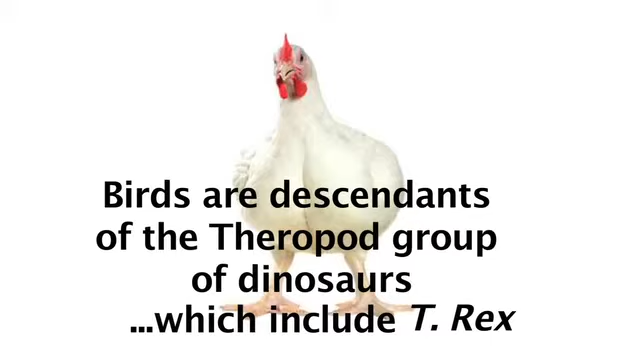 Birds are descendants
of the Theropod group
of dinosaurs
...which include T. Rex